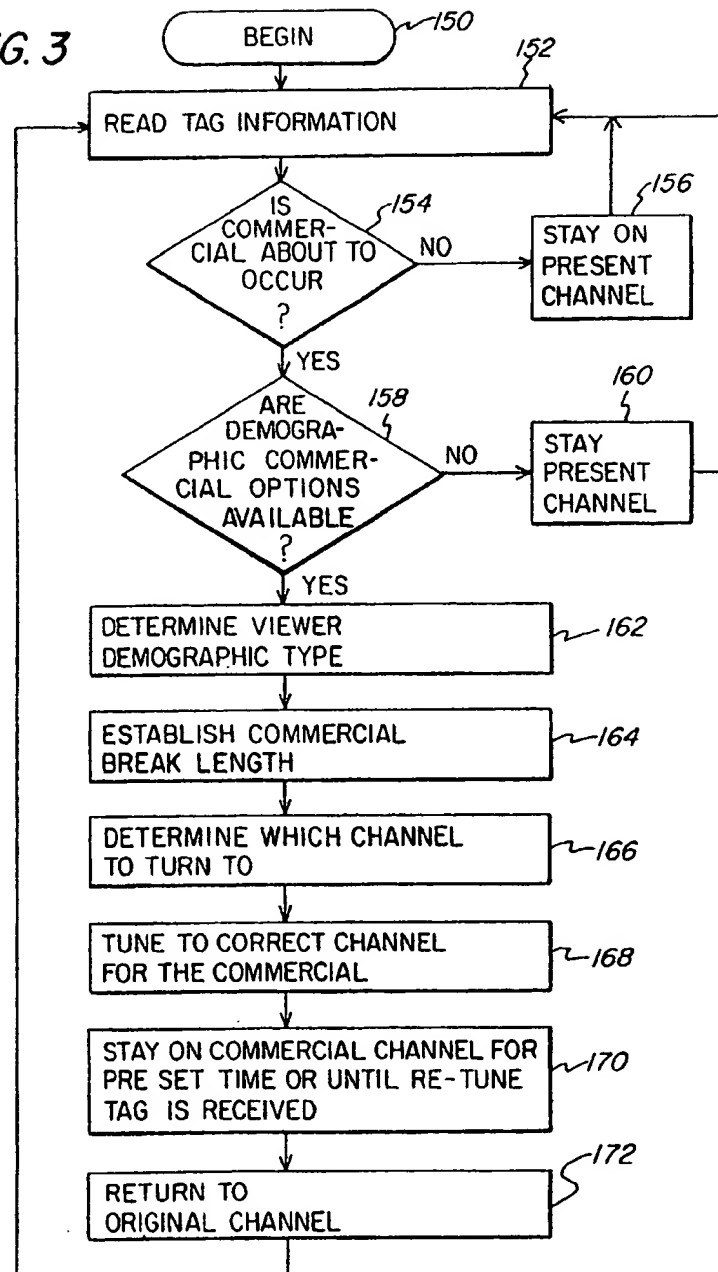 G. 3
BEGIN
150
152
READ TAG INFORMATION
IS
COMMER-
CIAL ABOUT TO
OCCUR
?
154
NO
156
STAY ON
PRESENT
CHANNEL
YES
ARE
DEMOGRA-
PHIC COMMER-
CIAL OPTIONS
AVAILABLE
?
158
NO
160
STAY
PRESENT
CHANNEL
YES
DETERMINE VIEWER
DEMOGRAPHIC TYPE
162
ESTABLISH COMMERCIAL
BREAK LENGTH
164
DETERMINE WHICH CHANNEL
TO TURN TO
166
TUNE TO CORRECT CHANNEL
FOR THE COMMERCIAL
168
STAY ON COMMERCIAL CHANNEL FOR
PRE SET TIME OR UNTIL RE-TUNE
TAG IS RECEIVED
170
RETURN TO
ORIGINAL CHANNEL
172